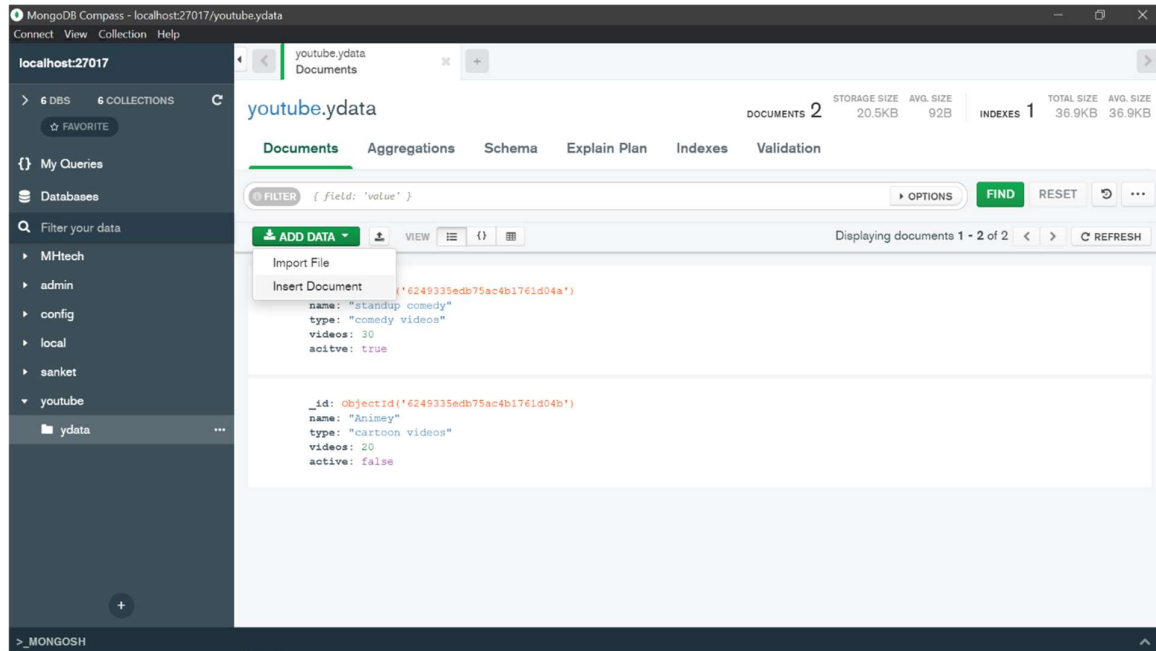 MongoDB Compass - localhost:27017/youtube.ydata
Connect View Collection Help
localhost:27017
6 DBS 6 COLLECTIONS
FAVORITE
{} My Queries
Databases
Filter your data
MHtech
admin
config
local
sanket
youtube
ydata
>_MONGOSH
youtube.ydata
Documents
youtube.ydata
DOCUMENTS 2 STORAGE SIZE 20.5KB AVG. SIZE 92B INDEXES 1 TOTAL SIZE 36.9KB AVG. SIZE 36.9KB
Documents Aggregations Schema Explain Plan Indexes Validation
FILTER { field: 'value' } OPTIONS FIND RESET
ADD DATA VIEW {} Displaying documents 1 - 2 of 2 REFRESH
Import File
Insert Document
('6249335edb75ac4b1761d04a')
name: "standup comedy"
type: "comedy videos"
videos: 30
acitve: true
_id: ObjectId('6249335edb75ac4b1761d04b')
name: "Animey"
type: "cartoon videos"
videos: 20
active: false